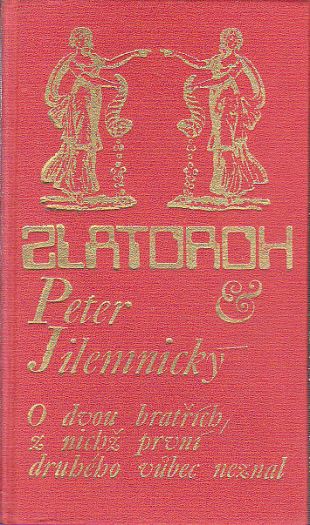 ZLATOROH
Peter &
Jilemnický
O dvou bratřích,
z nichž první
druhého vůbec neznal